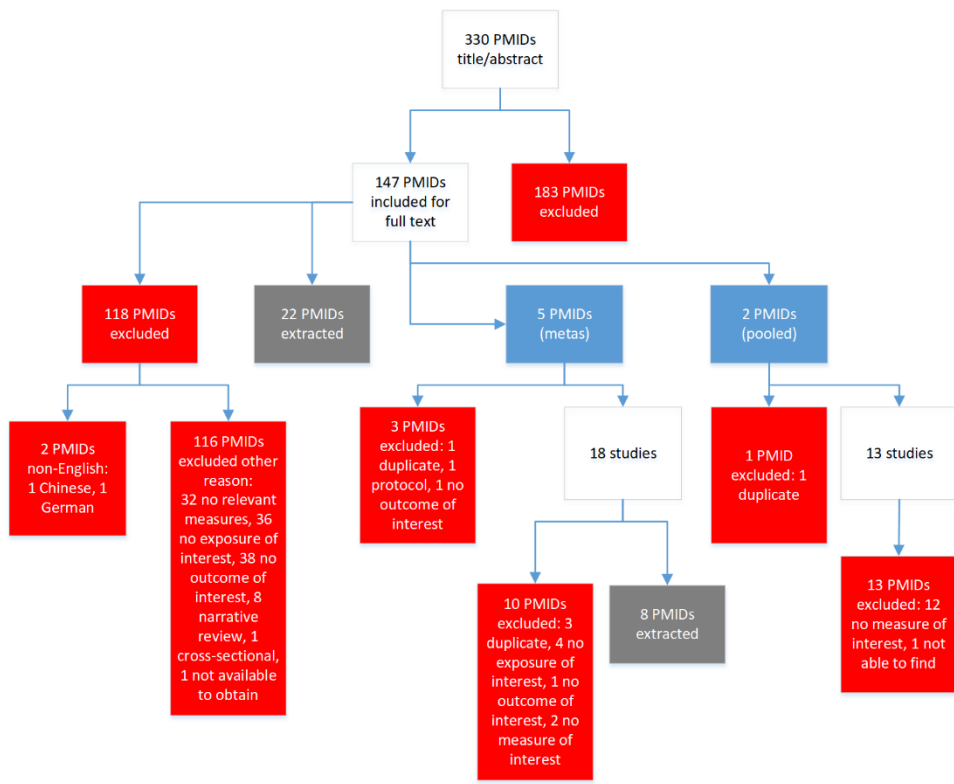 330 PMIDs
title/abstract
147 PMIDs
included for
full text
183 PMIDs
excluded
118 PMIDs
excluded
22 PMIDs
extracted
5 PMIDs
(metas)
2 PMIDs
(pooled)
2 PMIDs
non-English:
1 Chinese, 1
German
116 PMIDs
excluded other
reason:
32 no relevant
measures, 36
no exposure of
interest, 38 no
outcome of
interest, 8
narrative
review, 1
cross-sectional,
1 not available
to obtain
3 PMIDs
excluded: 1
duplicate, 1
protocol, 1 no
outcome of
interest
18 studies
1 PMID
excluded: 1
duplicate
13 studies
10 PMIDs
excluded: 3
duplicate, 4 no
exposure of
interest, 1 no
outcome of
interest, 2 no
measure of
interest
8 PMIDs
extracted
13 PMIDs
excluded: 12
no measure of
interest, 1 not
able to find